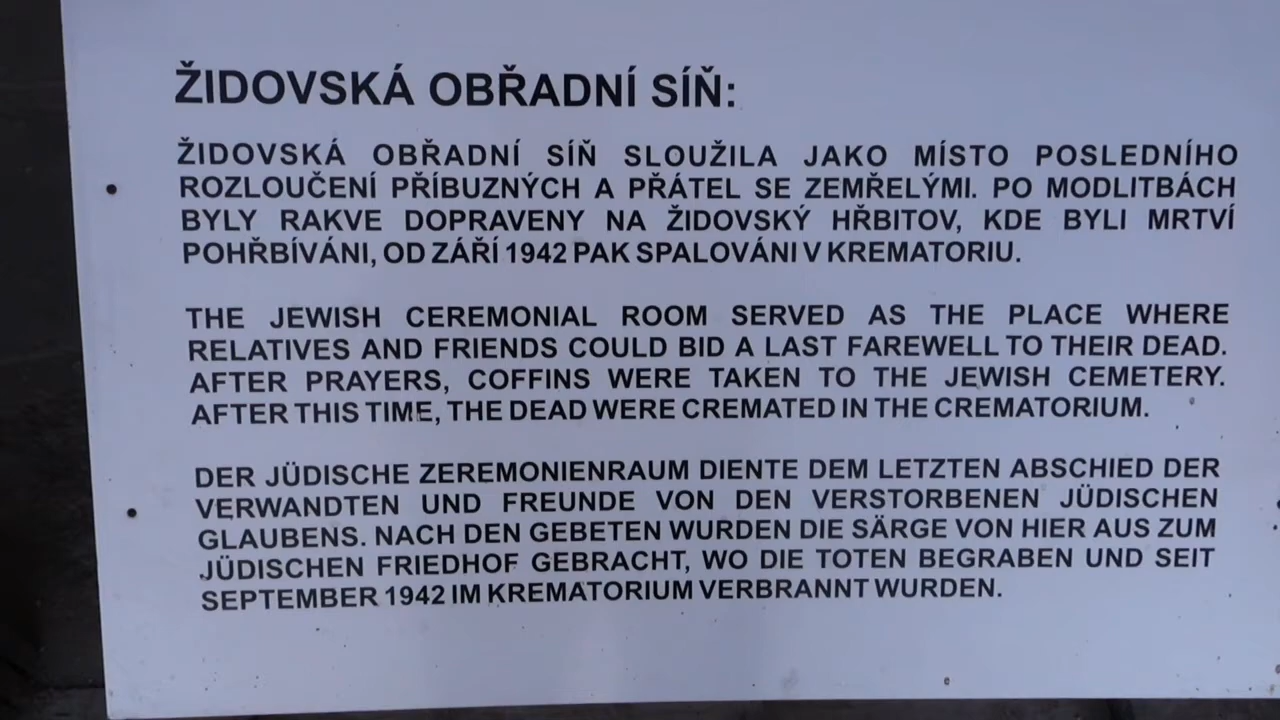 ŽIDOVSKÁ OBŘADNÍ SÍŇ:
ŽIDOVSKÁ OBŘADNÍ SÍŇ SLOUŽILA JAKO MÍSTO POSLEDNÍHO
ROZLOUČENÍ PŘÍBUZNÝCH A PŘÁTEL SE ZEMŘELÝMI. PO MODLITBÁCH
BYLY RAKVE DOPRAVENY NA ŽIDOVSKÝ HŘBITOV, KDE BYLI MRTVÍ
POHŘBÍVÁNI, OD ZÁŘÍ 1942 PAK SPALOVÁNI V KREMATORIU.
THE JEWISH CEREMONIAL ROOM SERVED AS THE PLACE WHERE
RELATIVES AND FRIENDS COULD BID A LAST FAREWELL TO THEIR DEAD.
AFTER PRAYERS, COFFINS WERE TAKEN TO THE JEWISH CEMETERY.
AFTER THIS TIME, THE DEAD WERE CREMATED IN THE CREMATORIUM.
DER JÜDISCHE ZEREMONIENRAUM DIENTE DEM LETZTEN ABSCHIED DER
VERWANDTEN UND FREUNDE VON DEN VERSTORBENEN JÜDISCHEN
GLAUBENS. NACH DEN GEBETEN WURDEN DIE SÄRGE VON HIER AUS ZUM
JÜDISCHEN FRIEDHOF GEBRACHT, WO DIE TOTEN BEGRABEN UND SEIT
SEPTEMBER 1942 IM KREMATORIUM VERBRANNT WURDEN.